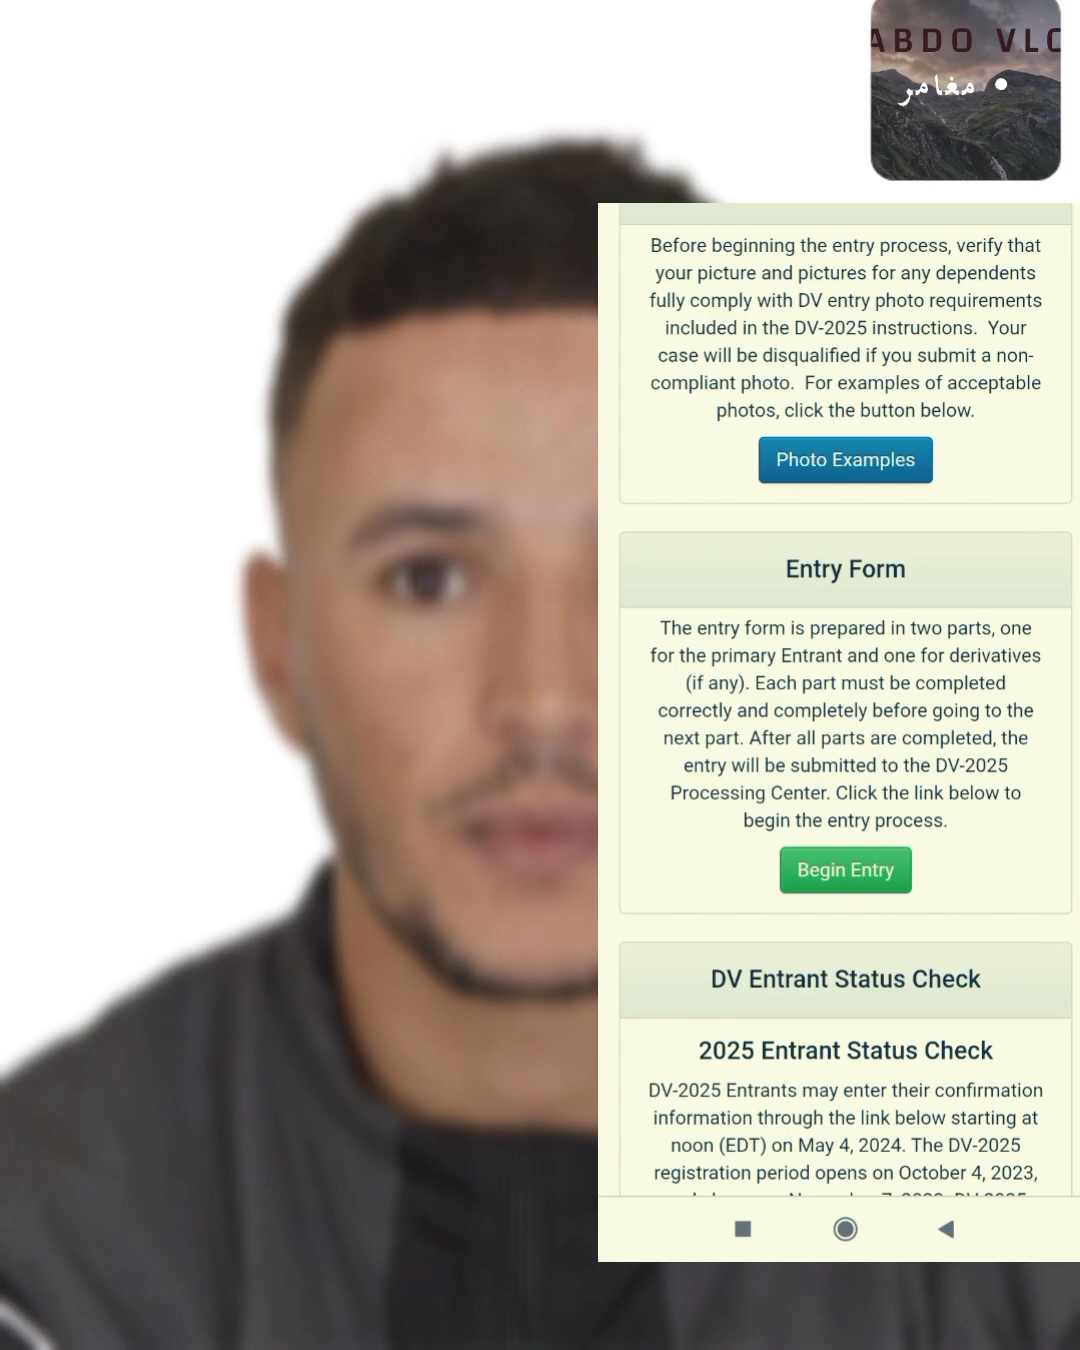 ABDO VLO
مغامر
Before beginning the entry process, verify that
your picture and pictures for any dependents
fully comply with DV entry photo requirements
included in the DV-2025 instructions. Your
case will be disqualified if you submit a non-
compliant photo. For examples of acceptable
photos, click the button below.
Photo Examples
Entry Form
The entry form is prepared in two parts, one
for the primary Entrant and one for derivatives
(if any). Each part must be completed
correctly and completely before going to the
next part. After all parts are completed, the
entry will be submitted to the DV-2025
Processing Center. Click the link below to
begin the entry process.
Begin Entry
DV Entrant Status Check
2025 Entrant Status Check
DV-2025 Entrants may enter their confirmation
information through the link below starting at
noon (EDT) on May 4, 2024. The DV-2025
registration period opens on October 4, 2023,